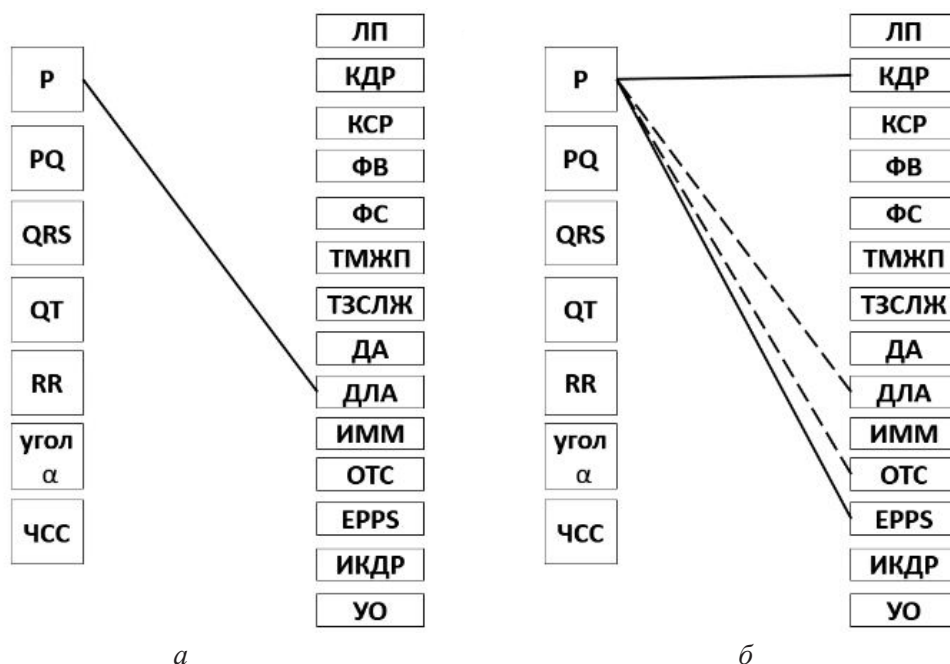 P
PQ
QRS
QT
RR
угол
α
ЧСС
ЛП
КДР
КСР
ФВ
ФС
ТМЖП
ТЗСЛЖ
ДА
ДЛА
ИММ
ОТС
EPPS
ИКДР
УО
а
P
PQ
QRS
QT
RR
угол
α
ЧСС
ЛП
КДР
КСР
ФВ
ФС
ТМЖП
ТЗСЛЖ
ДА
ДЛА
ИММ
ОТС
EPPS
ИКДР
УО
б